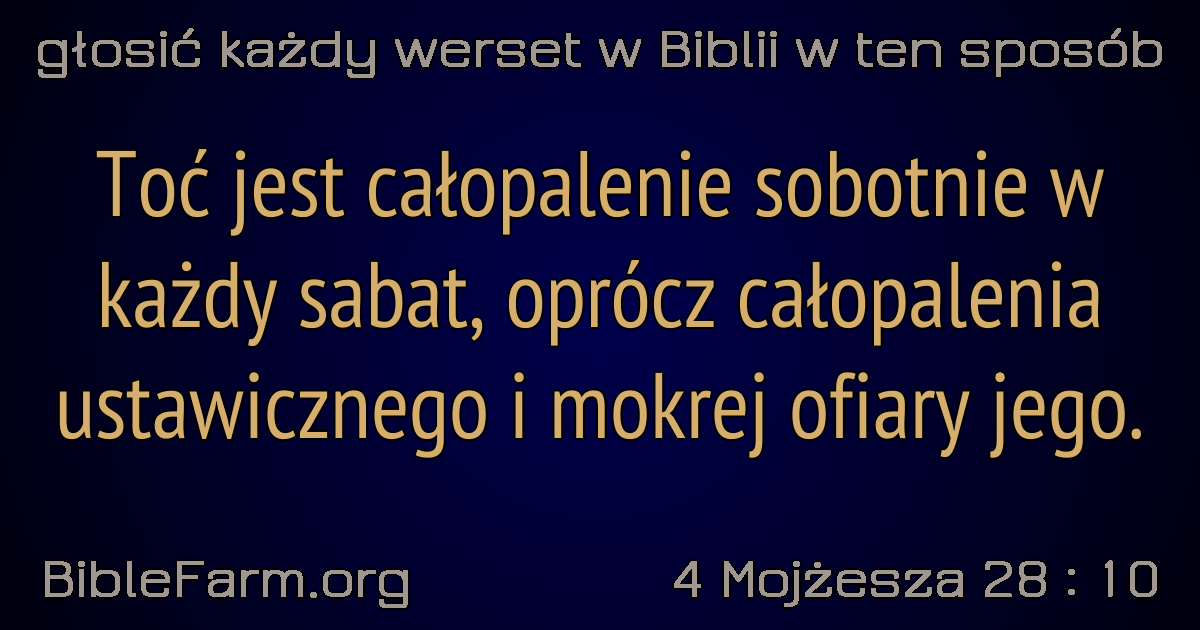 głosić każdy werset w Biblii w ten sposób
Toć jest całopalenie sobotnie w
każdy sabat, oprócz całopalenia
ustawicznego i mokrej ofiary jego.
BibleFarm.org
4 Mojżesza 28 : 10